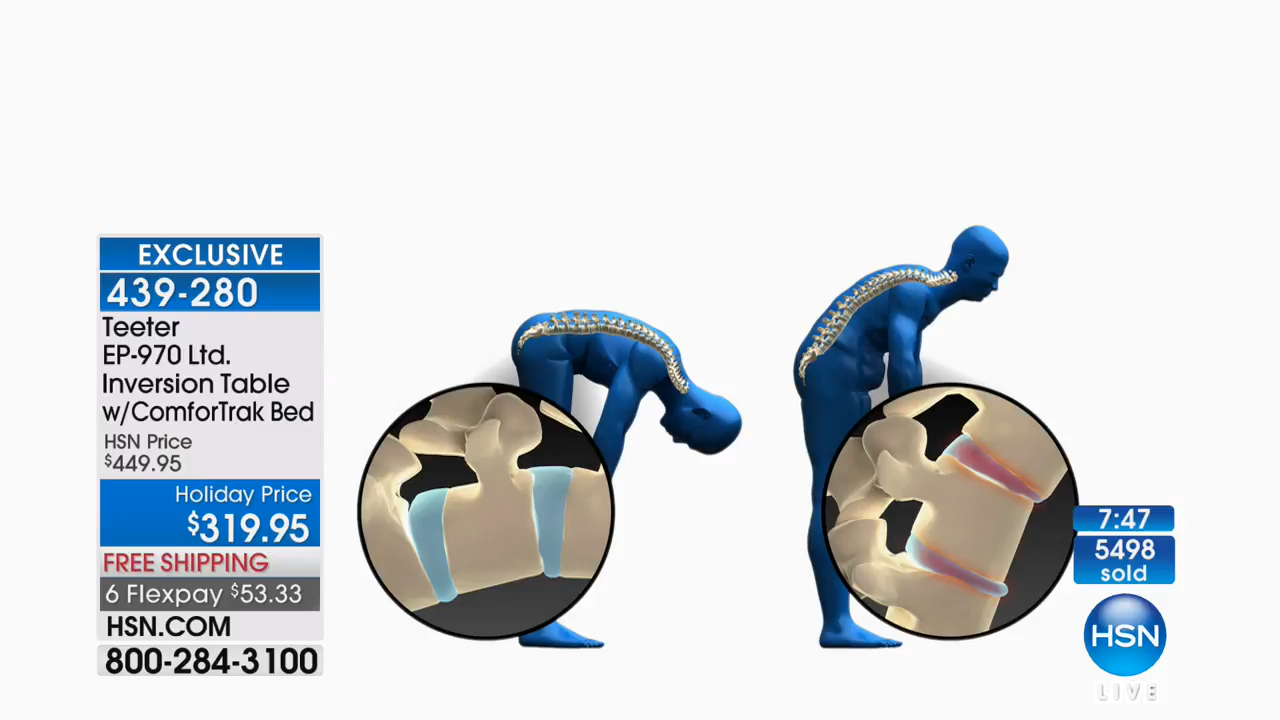 EXCLUSIVE
439-280
Teeter
EP-970 Ltd.
Inversion Table
w/ComforTrak Bed
HSN Price
$449.95
Holiday Price
$319.95
FREE SHIPPING
6 Flexpay $53.33
HSN.COM
800-284-3100
7:47
5498
sold
HSN
LIVE